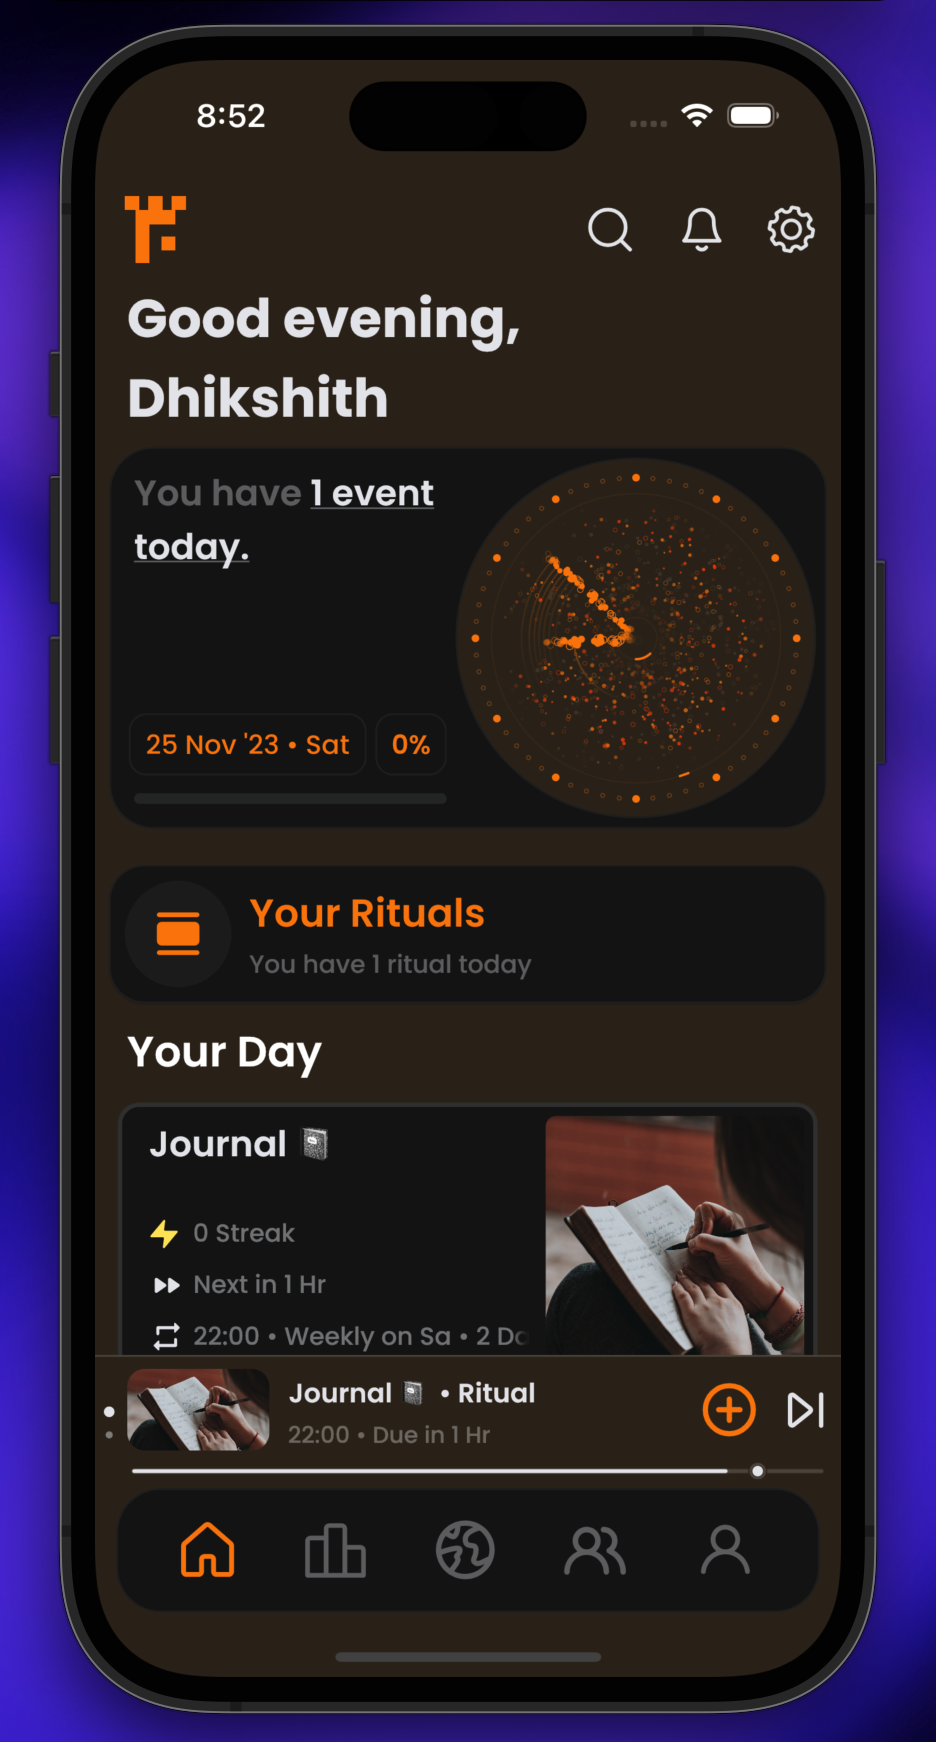 8:52
Good evening,
Dhikshith
You have 1 event
today.
25 Nov '23 • Sat
0%
Your Rituals
You have 1 ritual today
Your Day
Journal 📓
0 Streak
Next in 1 Hr
22:00 • Weekly on Sa • 2
Journal 📓 • Ritual
22:00 • Due in 1 Hr